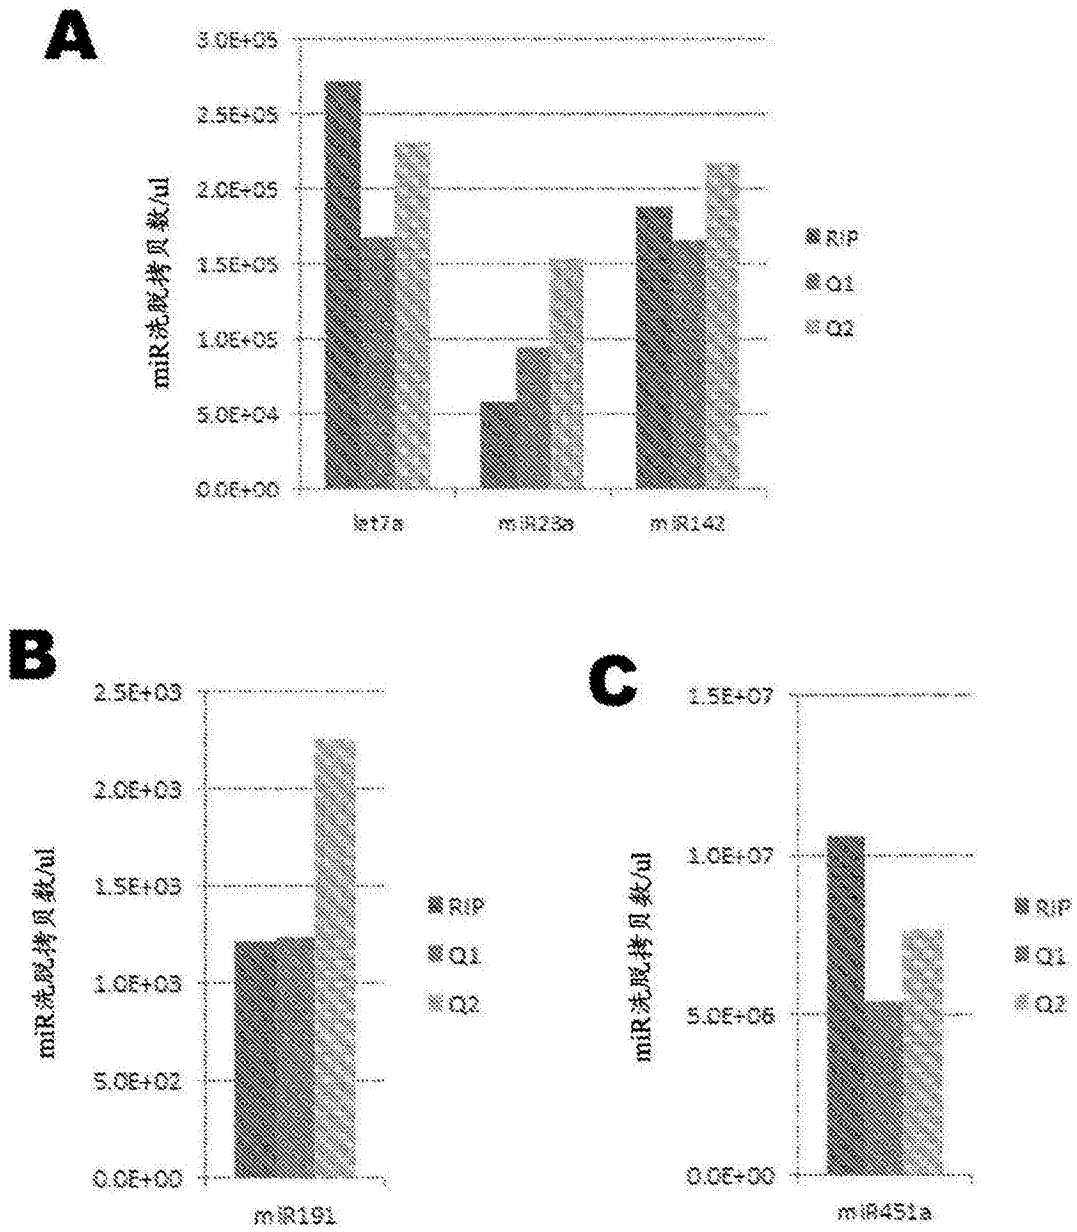 A
3.0E+05
2.5E+05
2.0E+05
1.5E+05
1.0E+05
5.0E+04
0.0E+00
miR洗脱拷贝数/ul
let7a
miR23a
miR142
RIP
Q1
Q2
B
2.5E+03
2.0E+03
1.5E+03
1.0E+03
5.0E+02
0.0E+00
miR洗脱拷贝数/ul
miR191
RIP
Q1
Q2
C
1.5E+07
1.0E+07
5.0E+06
0.0E+00
miR洗脱拷贝数/ul
miR451a
RIP
Q1
Q2